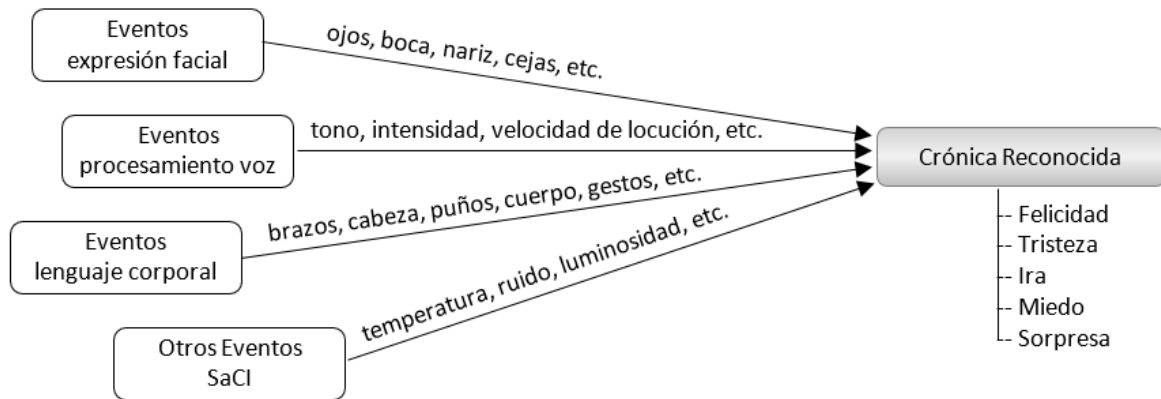 Eventos
expresión facial
ojos, boca, nariz, cejas, etc.
Eventos
procesamiento voz
tono, intensidad, velocidad de locución, etc.
Eventos
lenguaje corporal
brazos, cabeza, puños, cuerpo, gestos, etc.
Otros Eventos
SaCI
temperatura, ruido, luminosidad, etc.
Crónica Reconocida
-- Felicidad
-- Tristeza
-- Ira
-- Miedo
-- Sorpresa